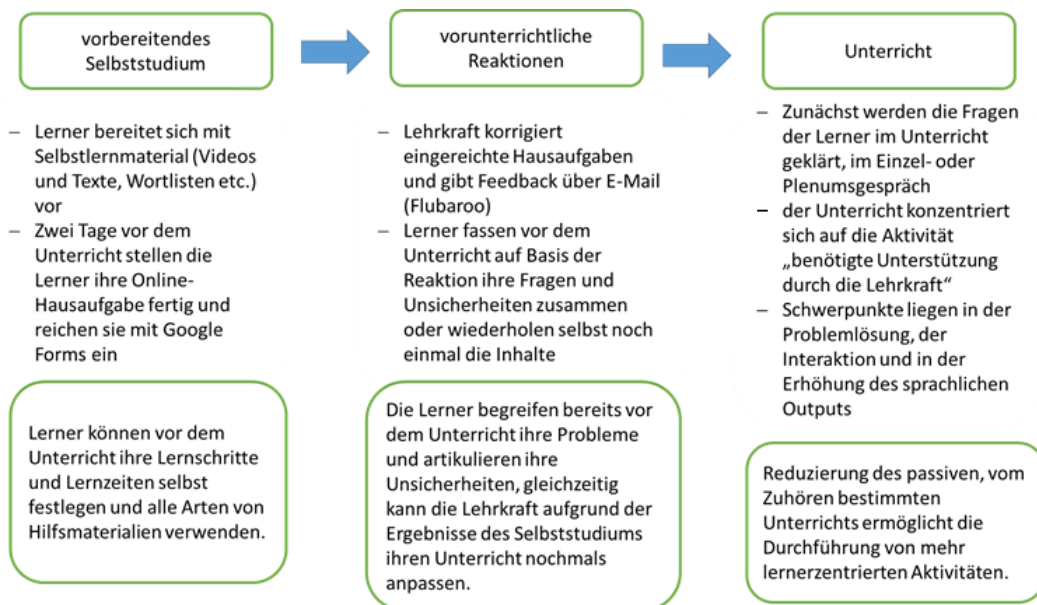 vorbereitendes
Selbststudium
vorunterrichtliche
Reaktionen
Unterricht
– Lerner bereitet sich mit
Selbstlernmaterial (Videos
und Texte, Wortlisten etc.)
vor
– Zwei Tage vor dem
Unterricht stellen die
Lerner ihre Online-
Hausaufgabe fertig und
reichen sie mit Google
Forms ein
– Lehrkraft korrigiert
eingereichte Hausaufgaben
und gibt Feedback über E-Mail
(Flubaroo)
– Lerner fassen vor dem
Unterricht auf Basis der
Reaktion ihre Fragen und
Unsicherheiten zusammen
oder wiederholen selbst noch
einmal die Inhalte
– Zunächst werden die Fragen
der Lerner im Unterricht
geklärt, im Einzel- oder
Plenumsgespräch
– der Unterricht konzentriert
sich auf die Aktivität
„benötigte Unterstützung
durch die Lehrkraft“
– Schwerpunkte liegen in der
Problemlösung, der
Interaktion und in der
Erhöhung des sprachlichen
Outputs
Lerner können vor dem
Unterricht ihre Lernschritte
und Lernzeiten selbst
festlegen und alle Arten von
Hilfsmaterialien verwenden.
Die Lerner begreifen bereits vor
dem Unterricht ihre Probleme
und artikulieren ihre
Unsicherheiten, gleichzeitig
kann die Lehrkraft aufgrund der
Ergebnisse des Selbststudiums
ihren Unterricht nochmals
anpassen.
Reduzierung des passiven, vom
Zuhören bestimmten
Unterrichts ermöglicht die
Durchführung von mehr
lernerzentrierten Aktivitäten.